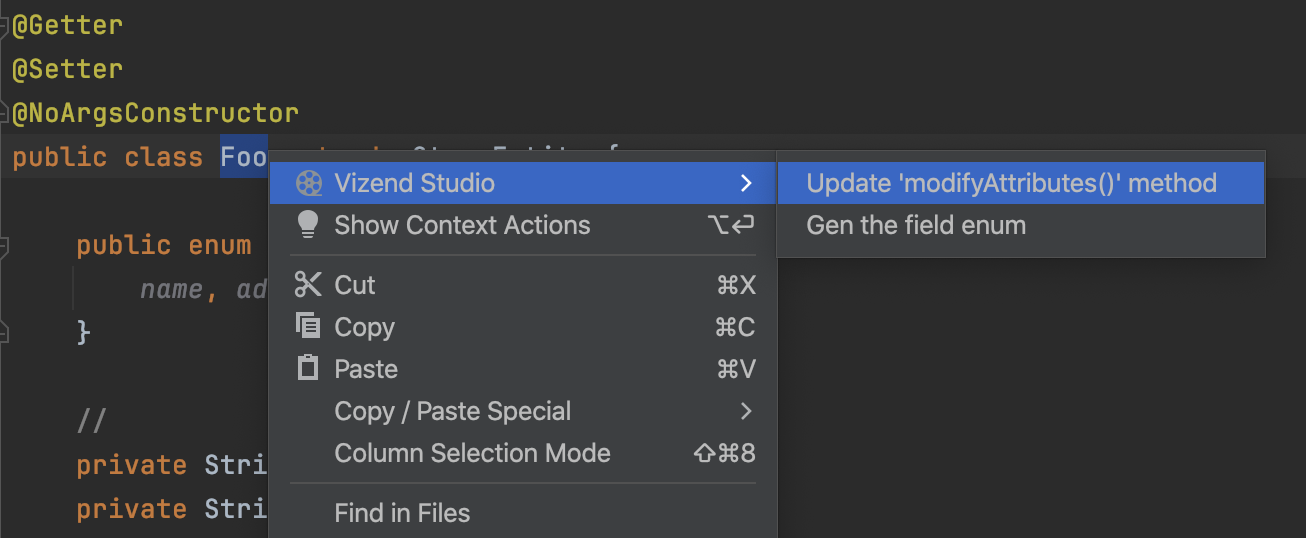 @Getter
@Setter
@NoArgsConstructor
public class Foo
Vizend Studio
Update 'modifyAttributes()' method
Show Context Actions ⌥↩
Gen the field enum
public enum
name, ad
Cut ⌘X
}
Copy ⌘C
Paste ⌘V
Copy / Paste Special
//
Column Selection Mode ⇧⌘8
private Stri
private Stri
Find in Files